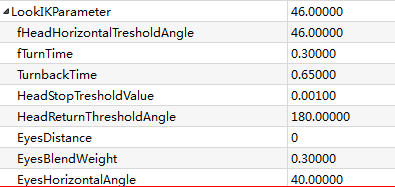 LookIKParameter 46.00000
fHeadHorizontalTresholdAngle 46.00000
fTurnTime 0.30000
TurnbackTime 0.65000
HeadStopTresholdValue 0.00100
HeadReturnThresholdAngle 180.00000
EyesDistance 0
EyesBlendWeight 0.30000
EyesHorizontalAngle 40.00000